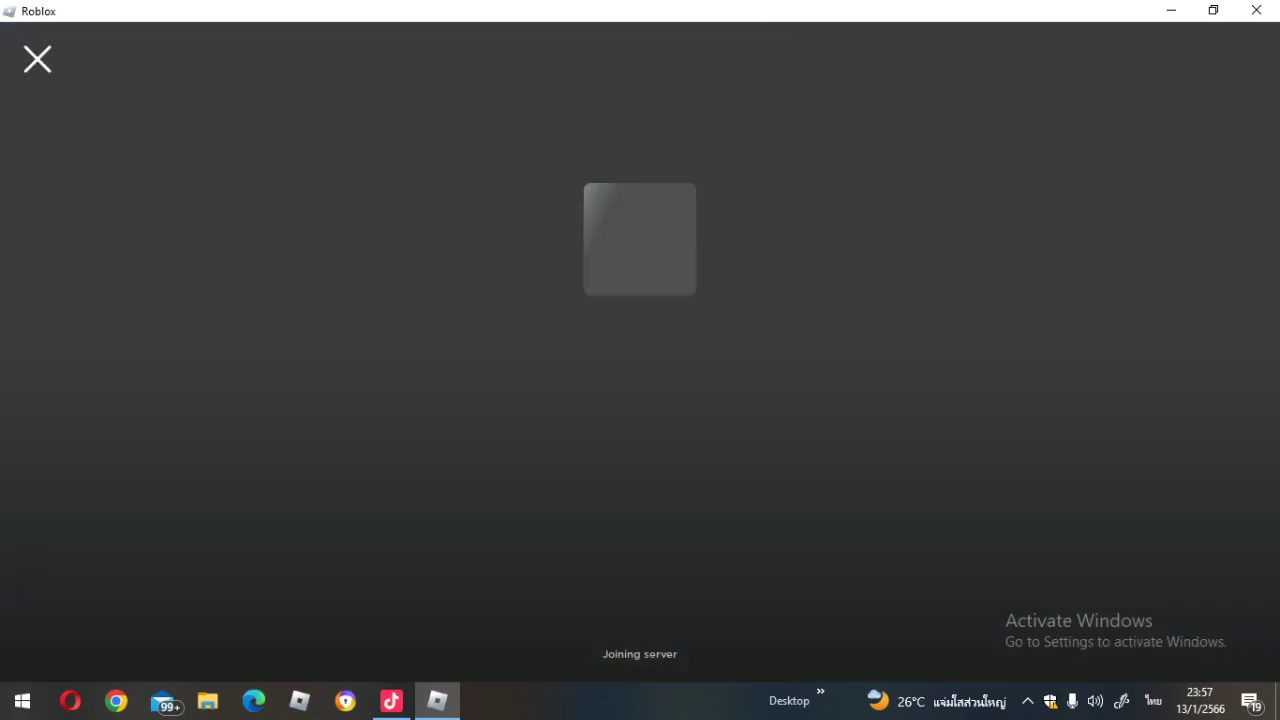 Roblox
Joining server
Activate Windows
Go to Settings to activate Windows.
99+
Desktop
26°C แจ่มใสส่วนใหญ่
ไทย
23:57
13/1/2566
19